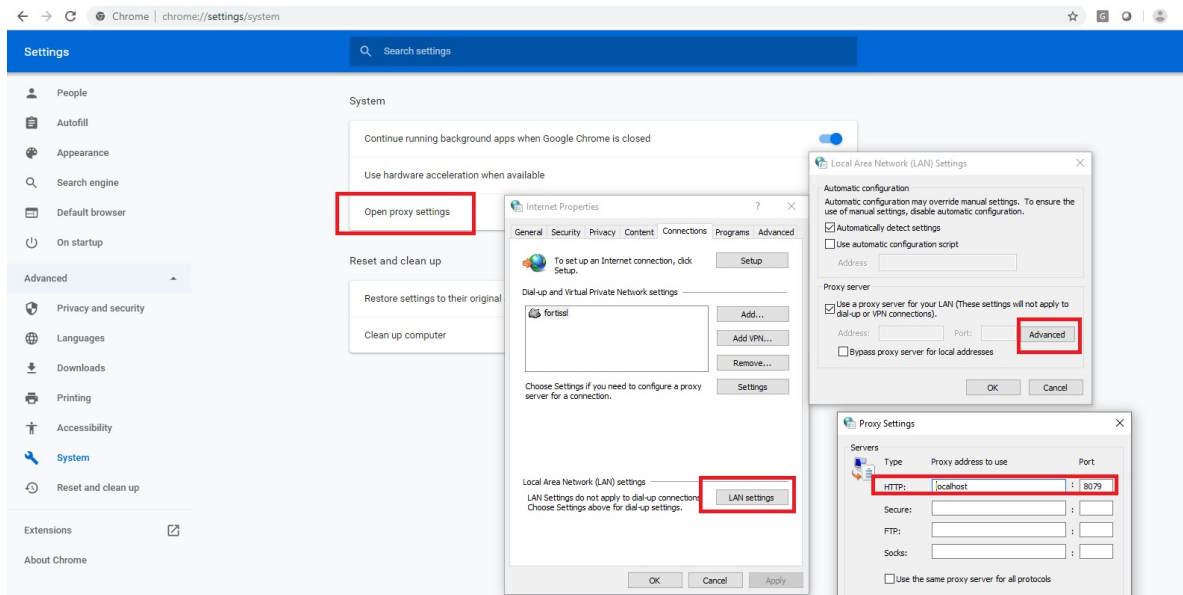 Chrome | chrome://settings/system
Settings
Search settings
People
Autofill
Appearance
Search engine
Default browser
On startup
Advanced
Privacy and security
Languages
Downloads
Printing
Accessibility
System
Reset and clean up
Extensions
About Chrome
System
Continue running background apps when Google Chrome is closed
Use hardware acceleration when available
Open proxy settings
Reset and clean up
Restore settings to their original
Clean up computer
Internet Properties
General Security Privacy Content Connections Programs Advanced
To set up an Internet connection, click
Setup.
Setup
Dial-up and Virtual Private Network settings
fortissl
Add...
Add VPN...
Remove...
Choose Settings if you need to configure a proxy
server for a connection.
Settings
Local Area Network (LAN) settings
LAN Settings do not apply to dial-up connections
Choose Settings above for dial-up settings.
LAN settings
OK Cancel Apply
Local Area Network (LAN) Settings
Automatic configuration
Automatic configuration may override manual settings. To ensure the
use of manual settings, disable automatic configuration.
Automatically detect settings
Use automatic configuration script
Address
Proxy server
Use a proxy server for your LAN (These settings will not apply to
dial-up or VPN connections).
Address: Port: Advanced
Bypass proxy server for local addresses
OK Cancel
Proxy Settings
Servers
Type Proxy address to use Port
HTTP: localhost : 8079
Secure: :
FTP: :
Socks: :
Use the same proxy server for all protocols